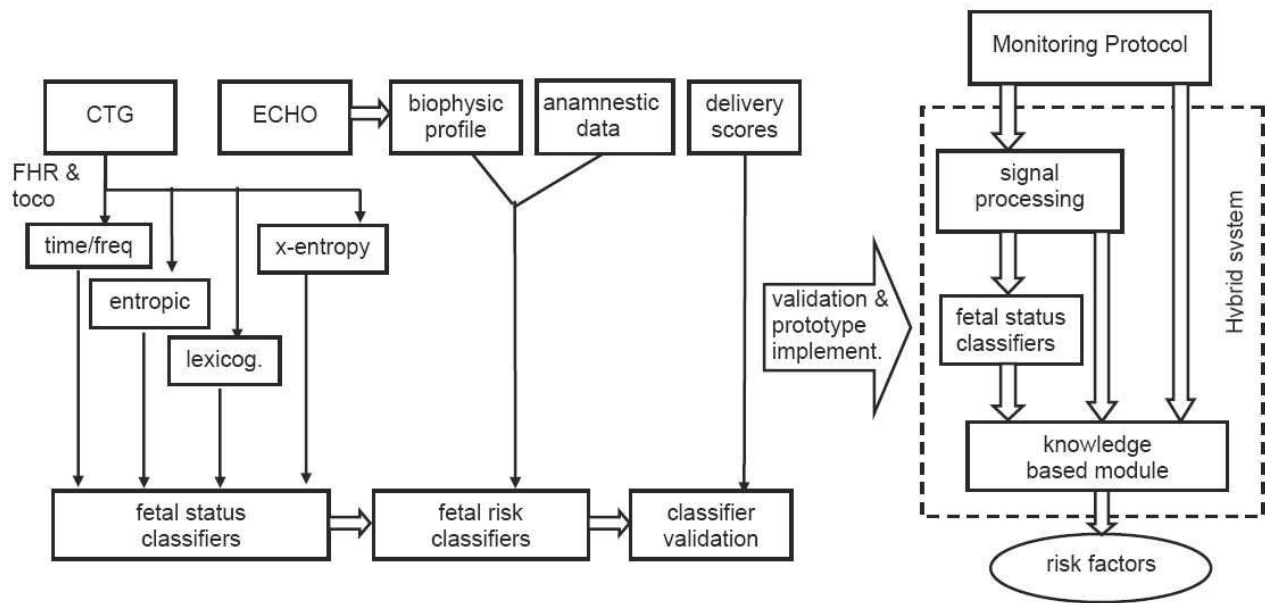 Monitoring Protocol
CTG
ECHO
biophysic
profile
anamnestic
data
delivery
scores
FHR &
toco
time/freq
x-entropy
entropic
lexicog.
fetal status
classifiers
fetal risk
classifiers
classifier
validation
validation &
prototype
implement.
signal
processing
fetal status
classifiers
Hybrid system
knowledge
based module
risk factors